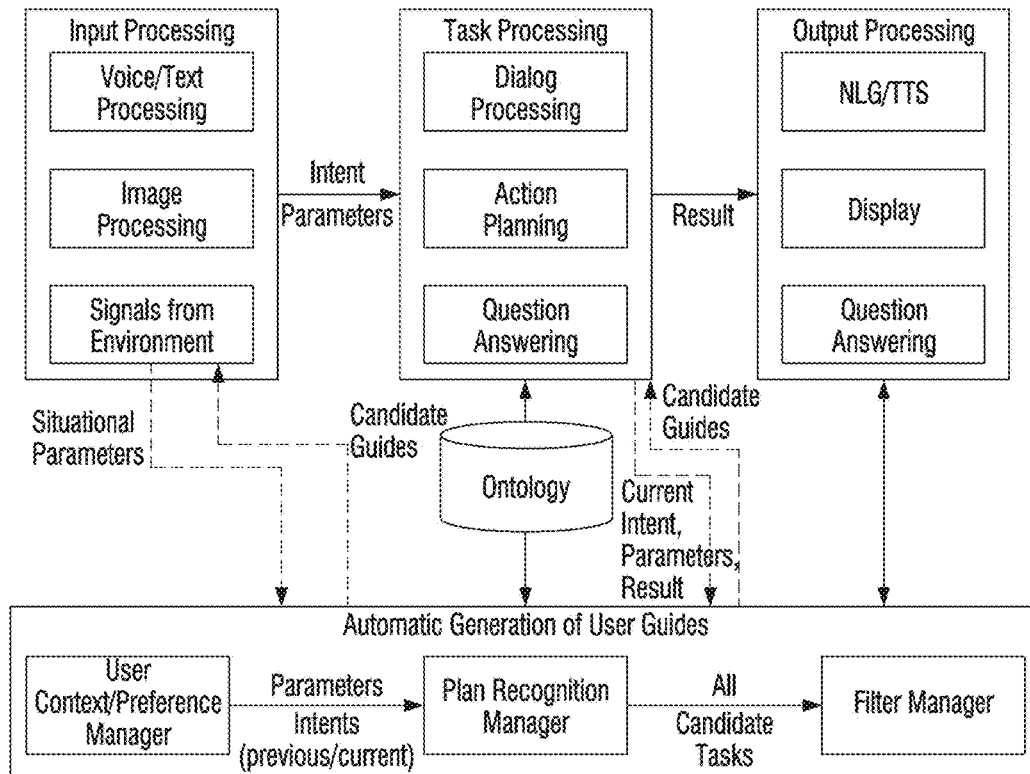 Input Processing
Voice/Text
Processing
Image
Processing
Signals from
Environment
Intent
Parameters
Task Processing
Dialog
Processing
Action
Planning
Question
Answering
Result
Output Processing
NLG/TTS
Display
Question
Answering
Situational
Parameters
Candidate
Guides
Ontology
Candidate
Guides
Current
Intent,
Parameters,
Result
Automatic Generation of User Guides
User
Context/Preference
Manager
Parameters
Intents
(previous/current)
Plan Recognition
Manager
All
Candidate
Tasks
Filter Manager